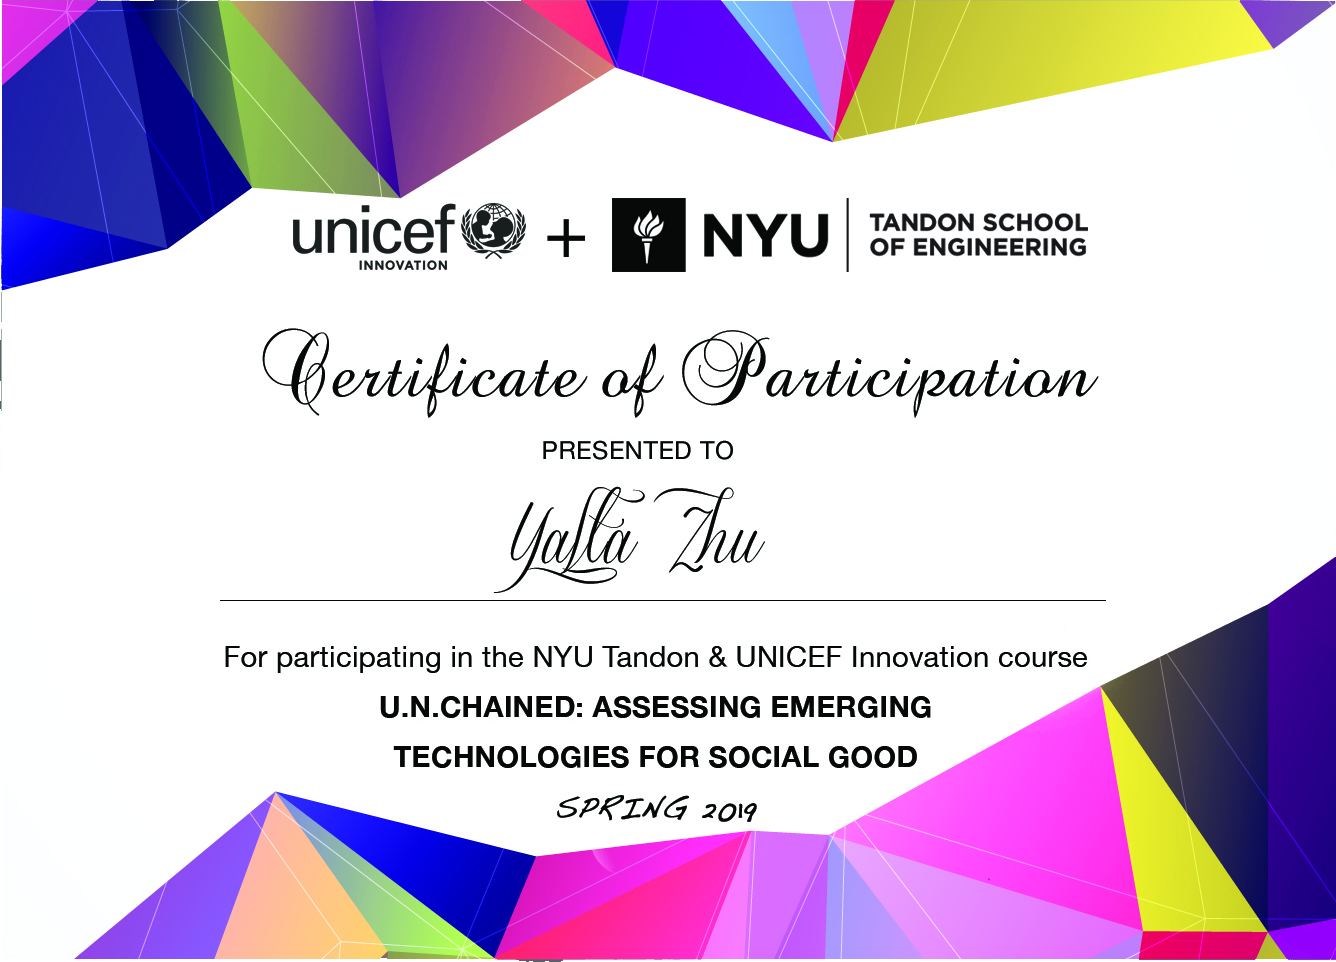 unicef
INNOVATION
+
NYU
TANDON SCHOOL
OF ENGINEERING
Certificate of Participation
PRESENTED TO
Yalta Zhu
For participating in the NYU Tandon & UNICEF Innovation course
U.N.CHAINED: ASSESSING EMERGING
TECHNOLOGIES FOR SOCIAL GOOD
SPRING 2019